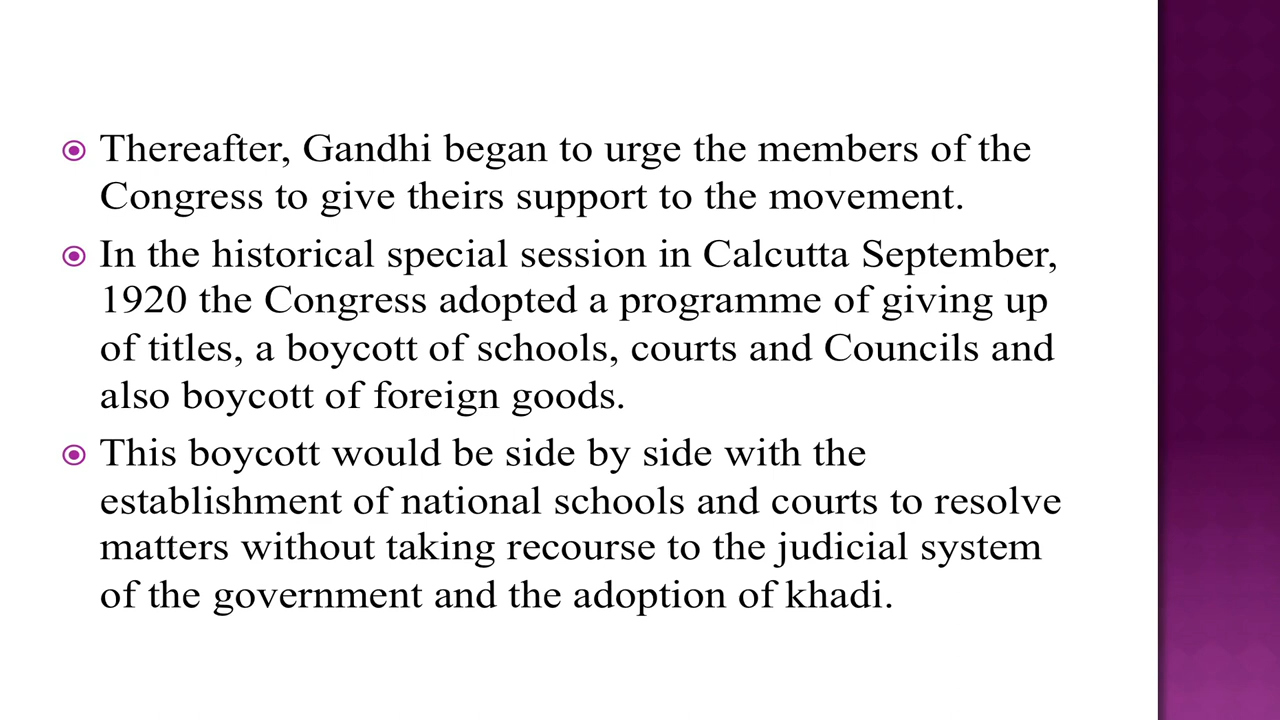 Thereafter, Gandhi began to urge the members of the
Congress to give theirs support to the movement.
In the historical special session in Calcutta September,
1920 the Congress adopted a programme of giving up
of titles, a boycott of schools, courts and Councils and
also boycott of foreign goods.
This boycott would be side by side with the
establishment of national schools and courts to resolve
matters without taking recourse to the judicial system
of the government and the adoption of khadi.